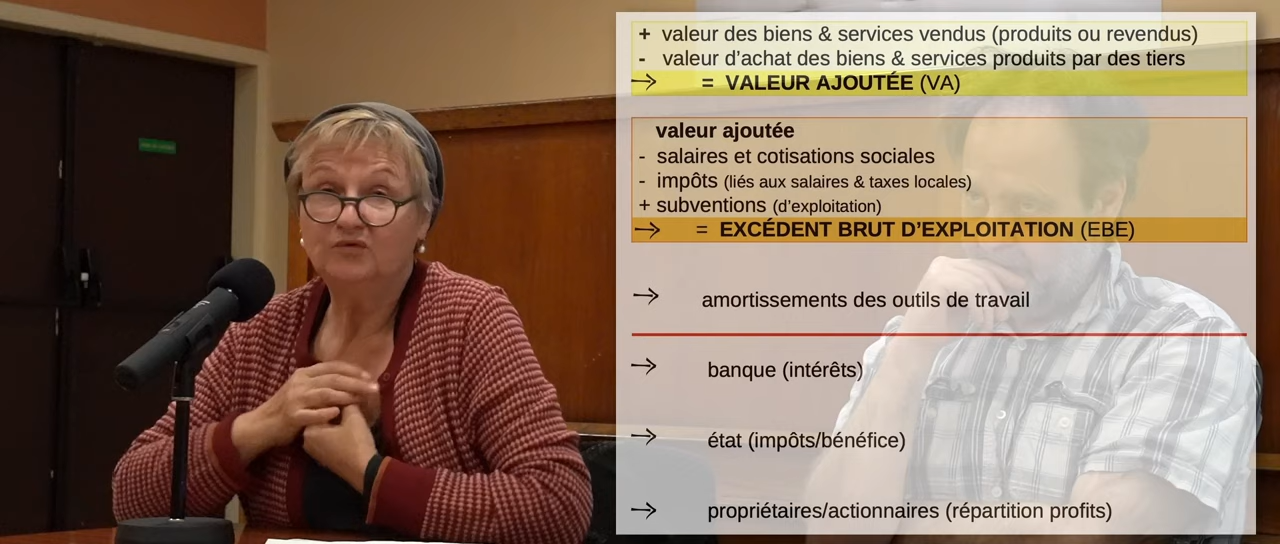 + valeur des biens & services vendus (produits ou revendus)
- valeur d'achat des biens & services produits par des tiers
→ = VALEUR AJOUTÉE (VA)
valeur ajoutée
- salaires et cotisations sociales
- impôts (liés aux salaires & taxes locales)
+ subventions (d'exploitation)
→ = EXCÉDENT BRUT D'EXPLOITATION (EBE)
→ amortissements des outils de travail
→ banque (intérêts)
→ état (impôts/bénéfice)
→ propriétaires/actionnaires (répartition profits)